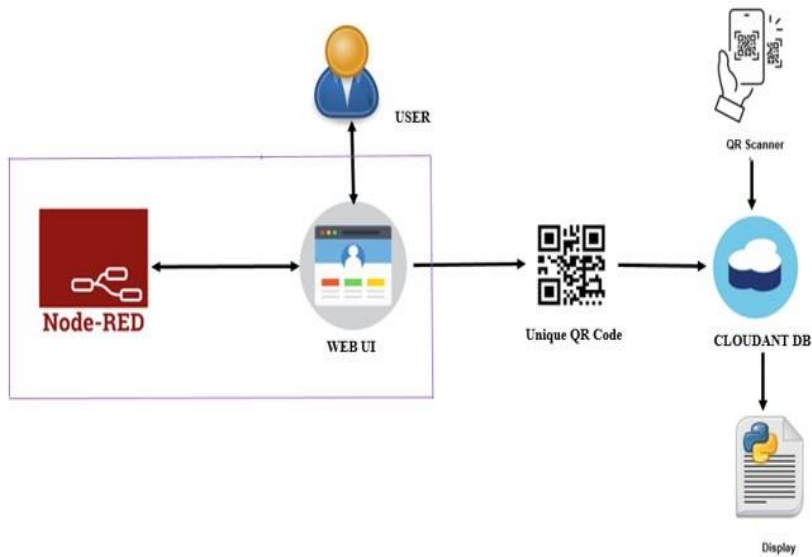 USER
QR Scanner
Node-RED
WEB UI
Unique QR Code
CLOUDANT DB
Display